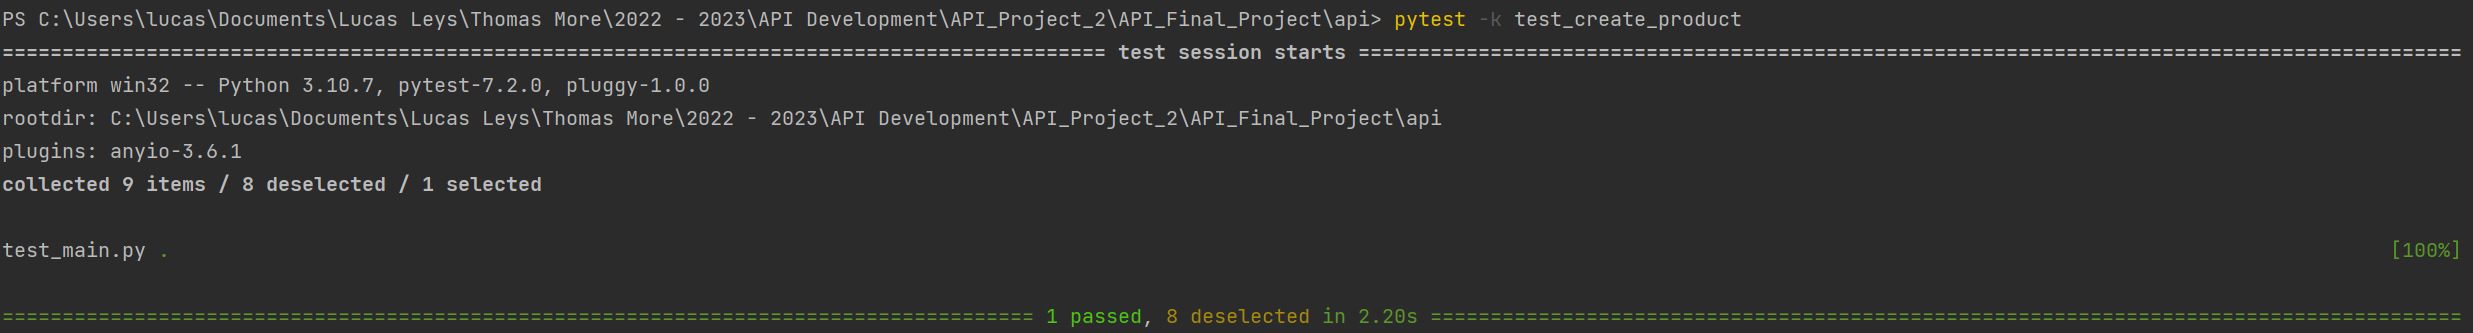 PS C:\Users\lucas\Documents\Lucas Leys\Thomas More\2022 - 2023\API Development\API_Project_2\API_Final_Project\api> pytest -k test_create_product
============================================================================================ test session starts ============================================================================================
platform win32 -- Python 3.10.7, pytest-7.2.0, pluggy-1.0.0
rootdir: C:\Users\lucas\Documents\Lucas Leys\Thomas More\2022 - 2023\API Development\API_Project_2\API_Final_Project\api
plugins: anyio-3.6.1
collected 9 items / 8 deselected / 1 selected
test_main.py . [100%]
====================================================================================== 1 passed, 8 deselected in 2.20s ======================================================================================